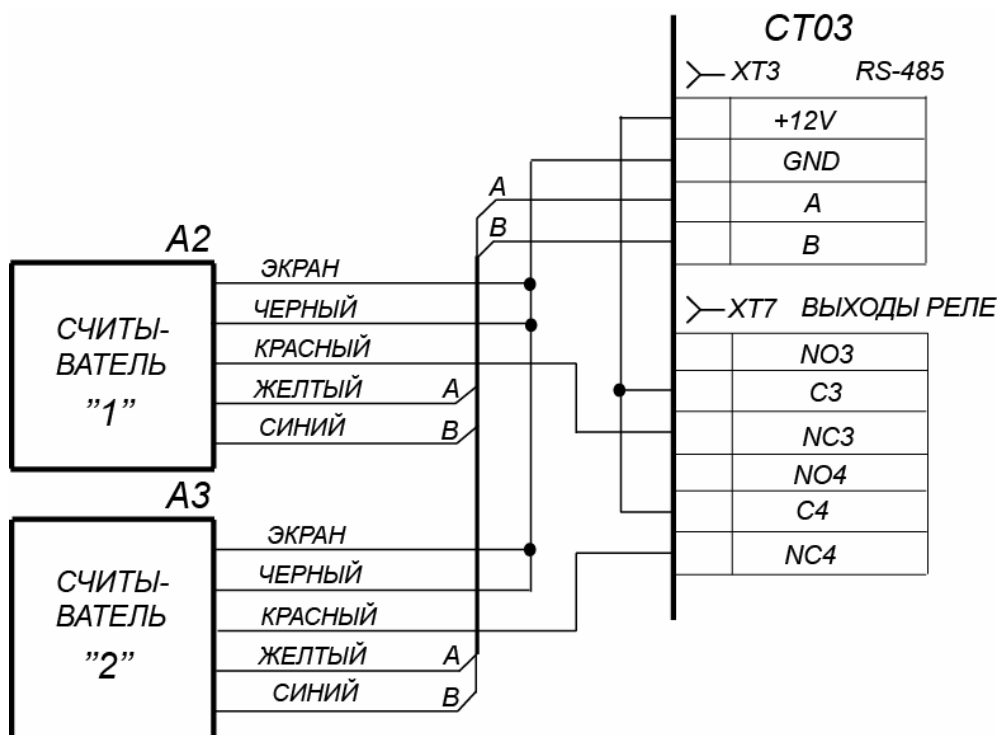 СТ03
XT3 RS-485
+12V
GND
A
B
XT7 ВЫХОДЫ РЕЛЕ
NO3
C3
NC3
NO4
C4
NC4
A
B
A2
СЧИТЫ-
ВАТЕЛЬ
”1”
ЭКРАН
ЧЕРНЫЙ
КРАСНЫЙ
ЖЕЛТЫЙ A
СИНИЙ B
A3
СЧИТЫ-
ВАТЕЛЬ
”2”
ЭКРАН
ЧЕРНЫЙ
КРАСНЫЙ
ЖЕЛТЫЙ A
СИНИЙ B